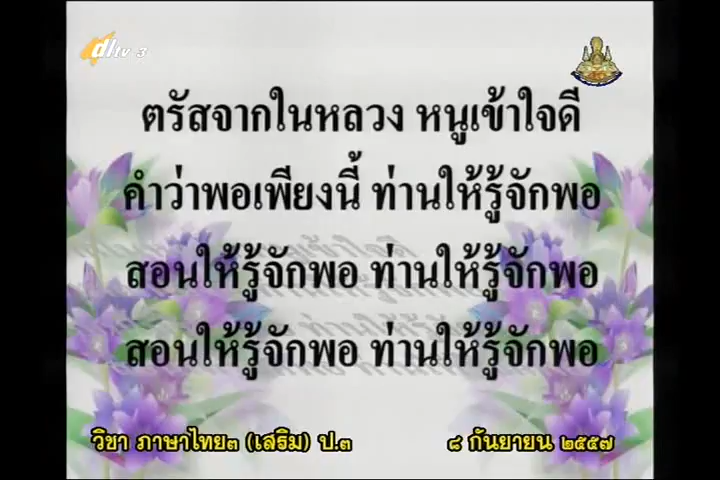 dltv 3
ตรัสจากในหลวง หนูเข้าใจดี
คำว่าพอเพียงนี้ ท่านให้รู้จักพอ
สอนให้รู้จักพอ ท่านให้รู้จักพอ
สอนให้รู้จักพอ ท่านให้รู้จักพอ
วิชา ภาษาไทย๓ (เสริม) ป.๓ ๘ กันยายน ๒๕๕๗